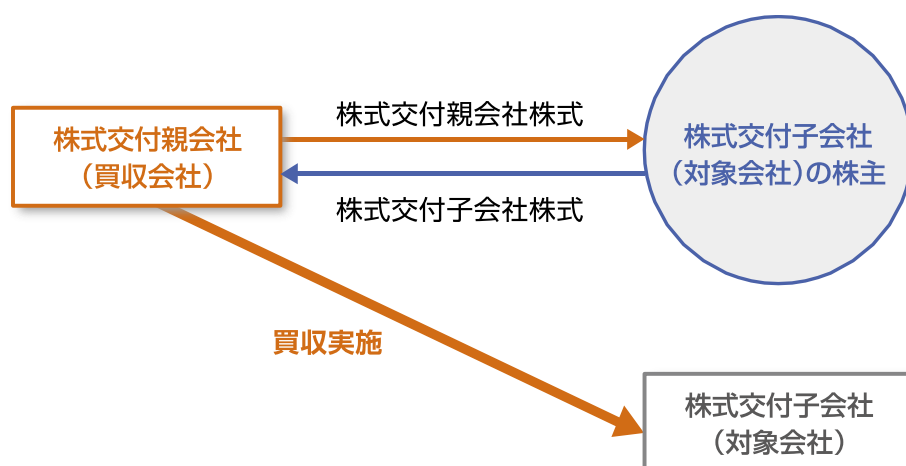 株式交付親会社
（買収会社）
株式交付親会社株式
株式交付子会社株式
株式交付子会社
（対象会社）の株主
買収実施
株式交付子会社
（対象会社）